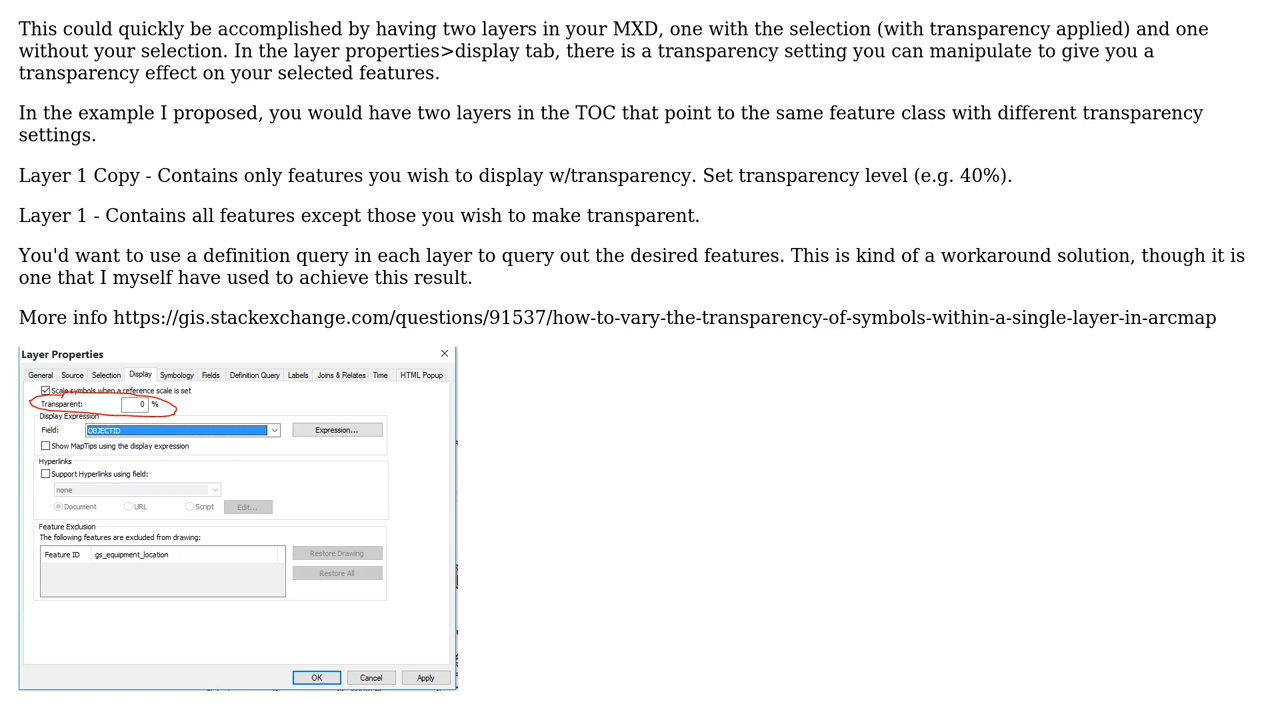 This could quickly be accomplished by having two layers in your MXD, one with the selection (with transparency applied) and one
without your selection. In the layer properties>display tab, there is a transparency setting you can manipulate to give you a
transparency effect on your selected features.
In the example I proposed, you would have two layers in the TOC that point to the same feature class with different transparency
settings.
Layer 1 Copy - Contains only features you wish to display w/transparency. Set transparency level (e.g. 40%).
Layer 1 - Contains all features except those you wish to make transparent.
You'd want to use a definition query in each layer to query out the desired features. This is kind of a workaround solution, though it is
one that I myself have used to achieve this result.
More info https://gis.stackexchange.com/questions/91537/how-to-vary-the-transparency-of-symbols-within-a-single-layer-in-arcmap
Layer Properties
General Source Selection Display Symbology Fields Definition Query Labels Joins & Relates Time HTML Popup
Scale symbols when a reference scale is set
Transparent: 0 %
Display Expression
Field: OBJECTID Expression...
Show MapTips using the display expression
Hyperlinks
Support Hyperlinks using field:
none
Document URL Script Edit...
Feature Exclusion
The following features are excluded from drawing:
Feature ID gs_equipment_location Restore Drawing
Restore All
OK Cancel Apply